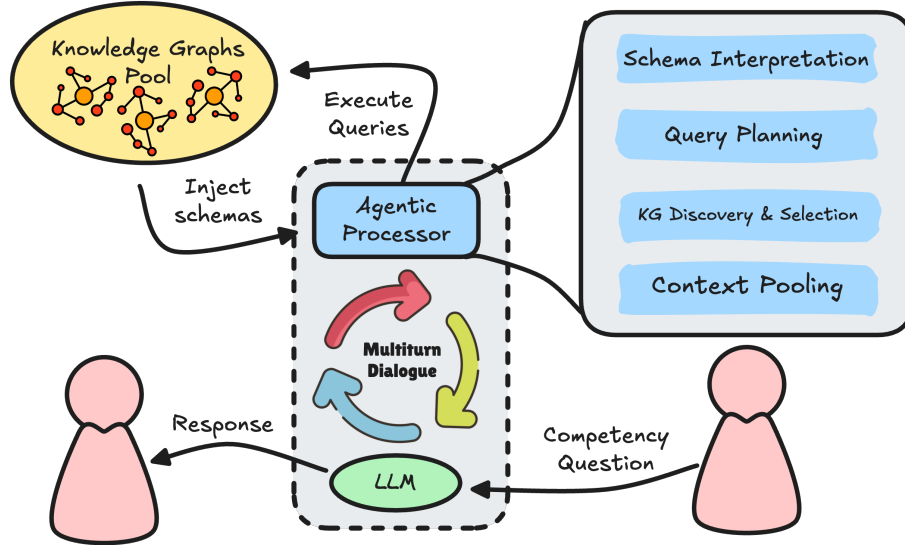 Knowledge Graphs
Pool
Execute
Queries
Inject
schemas
Agentic
Processor
Schema Interpretation
Query Planning
KG Discovery & Selection
Context Pooling
Multiturn
Dialogue
Response
LLM
Competency
Question